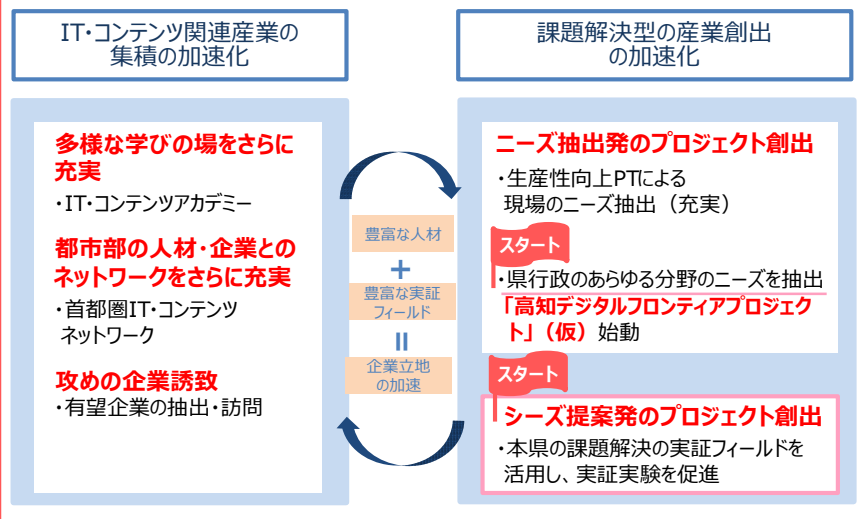 IT・コンテンツ関連産業の
集積の加速化
多様な学びの場をさらに
充実
・IT・コンテンツアカデミー
都市部の人材・企業との
ネットワークをさらに充実
・首都圏IT・コンテンツ
ネットワーク
攻めの企業誘致
・有望企業の抽出・訪問
豊富な人材
＋
豊富な実証
フィールド
＝
企業立地
の加速
課題解決型の産業創出
の加速化
ニーズ抽出発のプロジェクト創出
・生産性向上PTによる
現場のニーズ抽出（充実）
スタート
・県行政のあらゆる分野のニーズを抽出
「高知デジタルフロンティアプロジェク
ト」（仮）始動
スタート
シーズ提案発のプロジェクト創出
・本県の課題解決の実証フィールドを
活用し、実証実験を促進